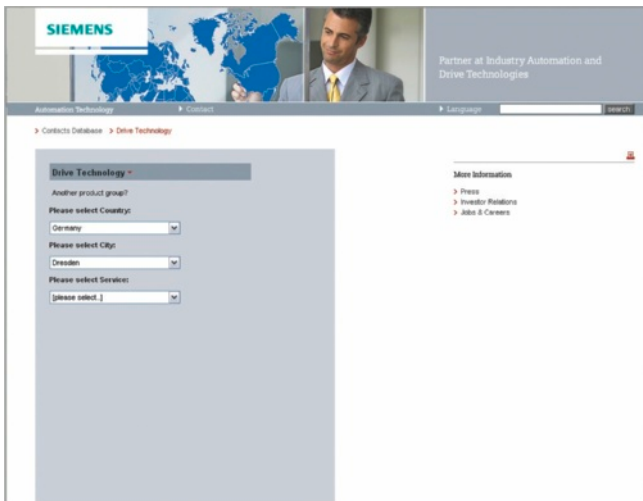 SIEMENS
Partner at Industry Automation and
Drive Technologies
Automation Technology
Contact
Language
search
Contacts Database
Drive Technology
Drive Technology
Another product group?
Please select Country:
Germany
Please select City:
Dresden
Please select Service:
[please select..]
More Information
Press
Investor Relations
Jobs & Careers